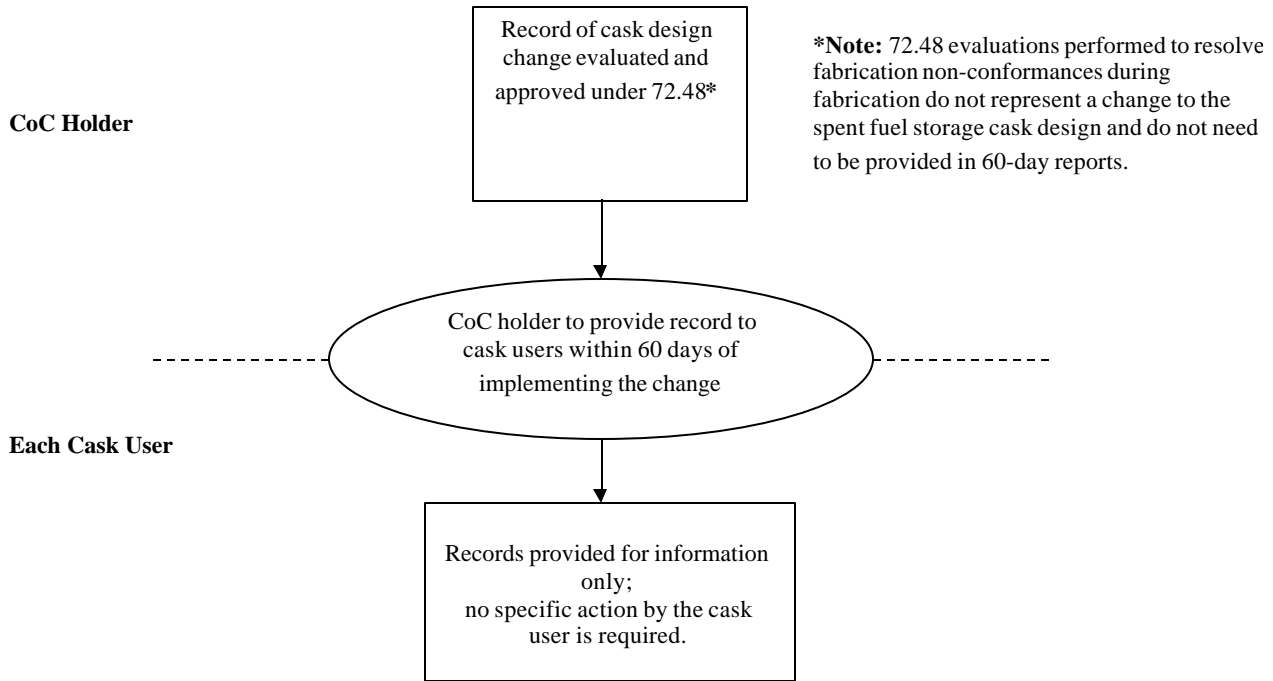 Record of cask design
change evaluated and
approved under 72.48*
*Note: 72.48 evaluations performed to resolve
fabrication non-conformances during
fabrication do not represent a change to the
spent fuel storage cask design and do not need
to be provided in 60-day reports.
CoC Holder
CoC holder to provide record to
cask users within 60 days of
implementing the change
Each Cask User
Records provided for information
only;
no specific action by the cask
user is required.